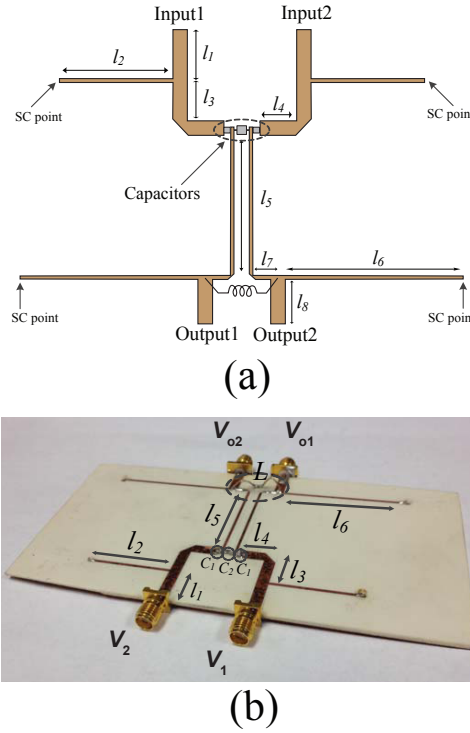 Input1 Input2
l2 l1
l3 l4
SC point SC point
Capacitors
l5
l7 l6
l8
SC point SC point
Output1 Output2
(a)
Vo2 Vo1
L
l5 l4 l6
l2 C1 C2 C1 l3
l1
V2 V1
(b)